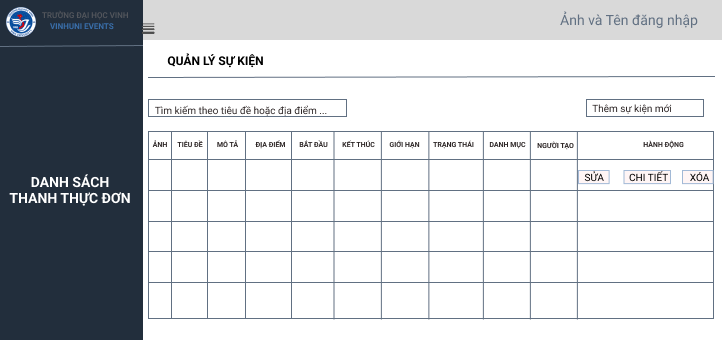 TRƯỜNG ĐẠI HỌC VINH
VINHUNI EVENTS
Ảnh và Tên đăng nhập
QUẢN LÝ SỰ KIỆN
Tìm kiếm theo tiêu đề hoặc địa điểm ...
Thêm sự kiện mới
ẢNH TIÊU ĐỀ MÔ TẢ ĐỊA ĐIỂM BẮT ĐẦU KẾT THÚC GIỚI HẠN TRẠNG THÁI DANH MỤC NGƯỜI TẠO HÀNH ĐỘNG
SỬA CHI TIẾT XÓA
DANH SÁCH
THANH THỰC ĐƠN